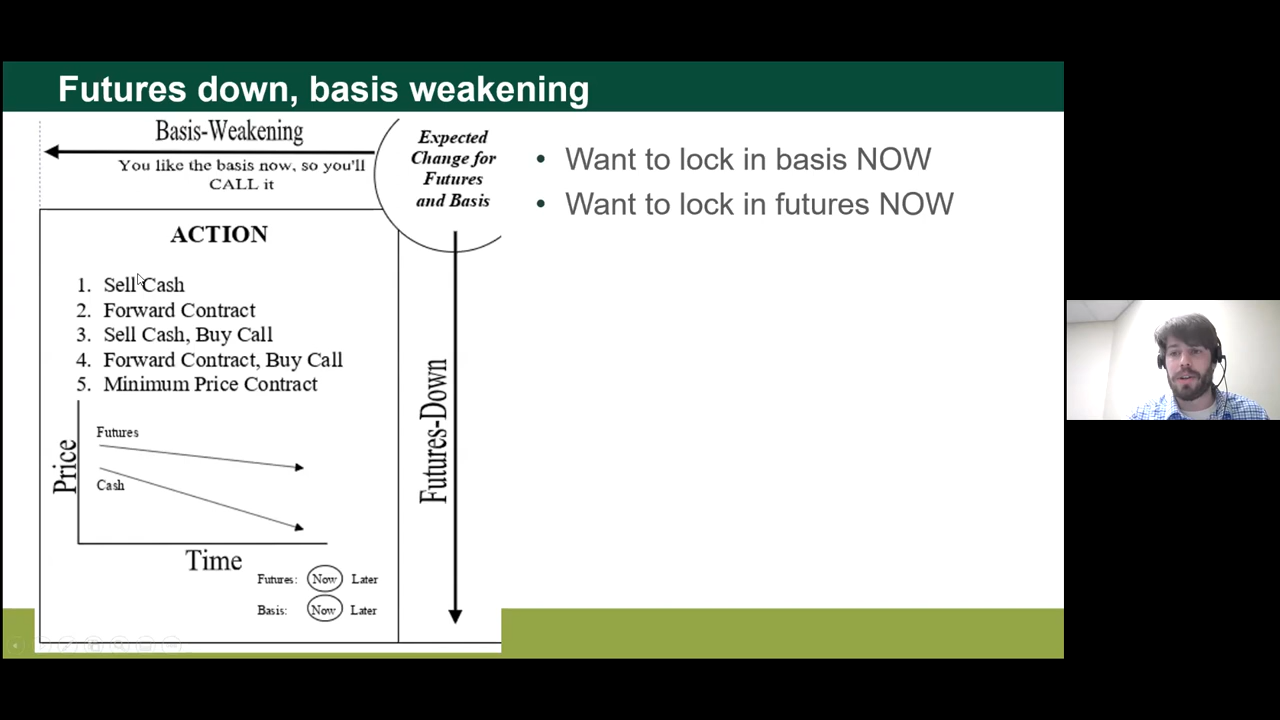 Futures down, basis weakening
Basis-Weakening
You like the basis now, so you'll
CALL it
Expected
Change for
Futures
and Basis
ACTION
1. Sell Cash
2. Forward Contract
3. Sell Cash, Buy Call
4. Forward Contract, Buy Call
5. Minimum Price Contract
Price
Futures
Cash
Time
Futures: Now Later
Basis: Now Later
Futures-Down
• Want to lock in basis NOW
• Want to lock in futures NOW